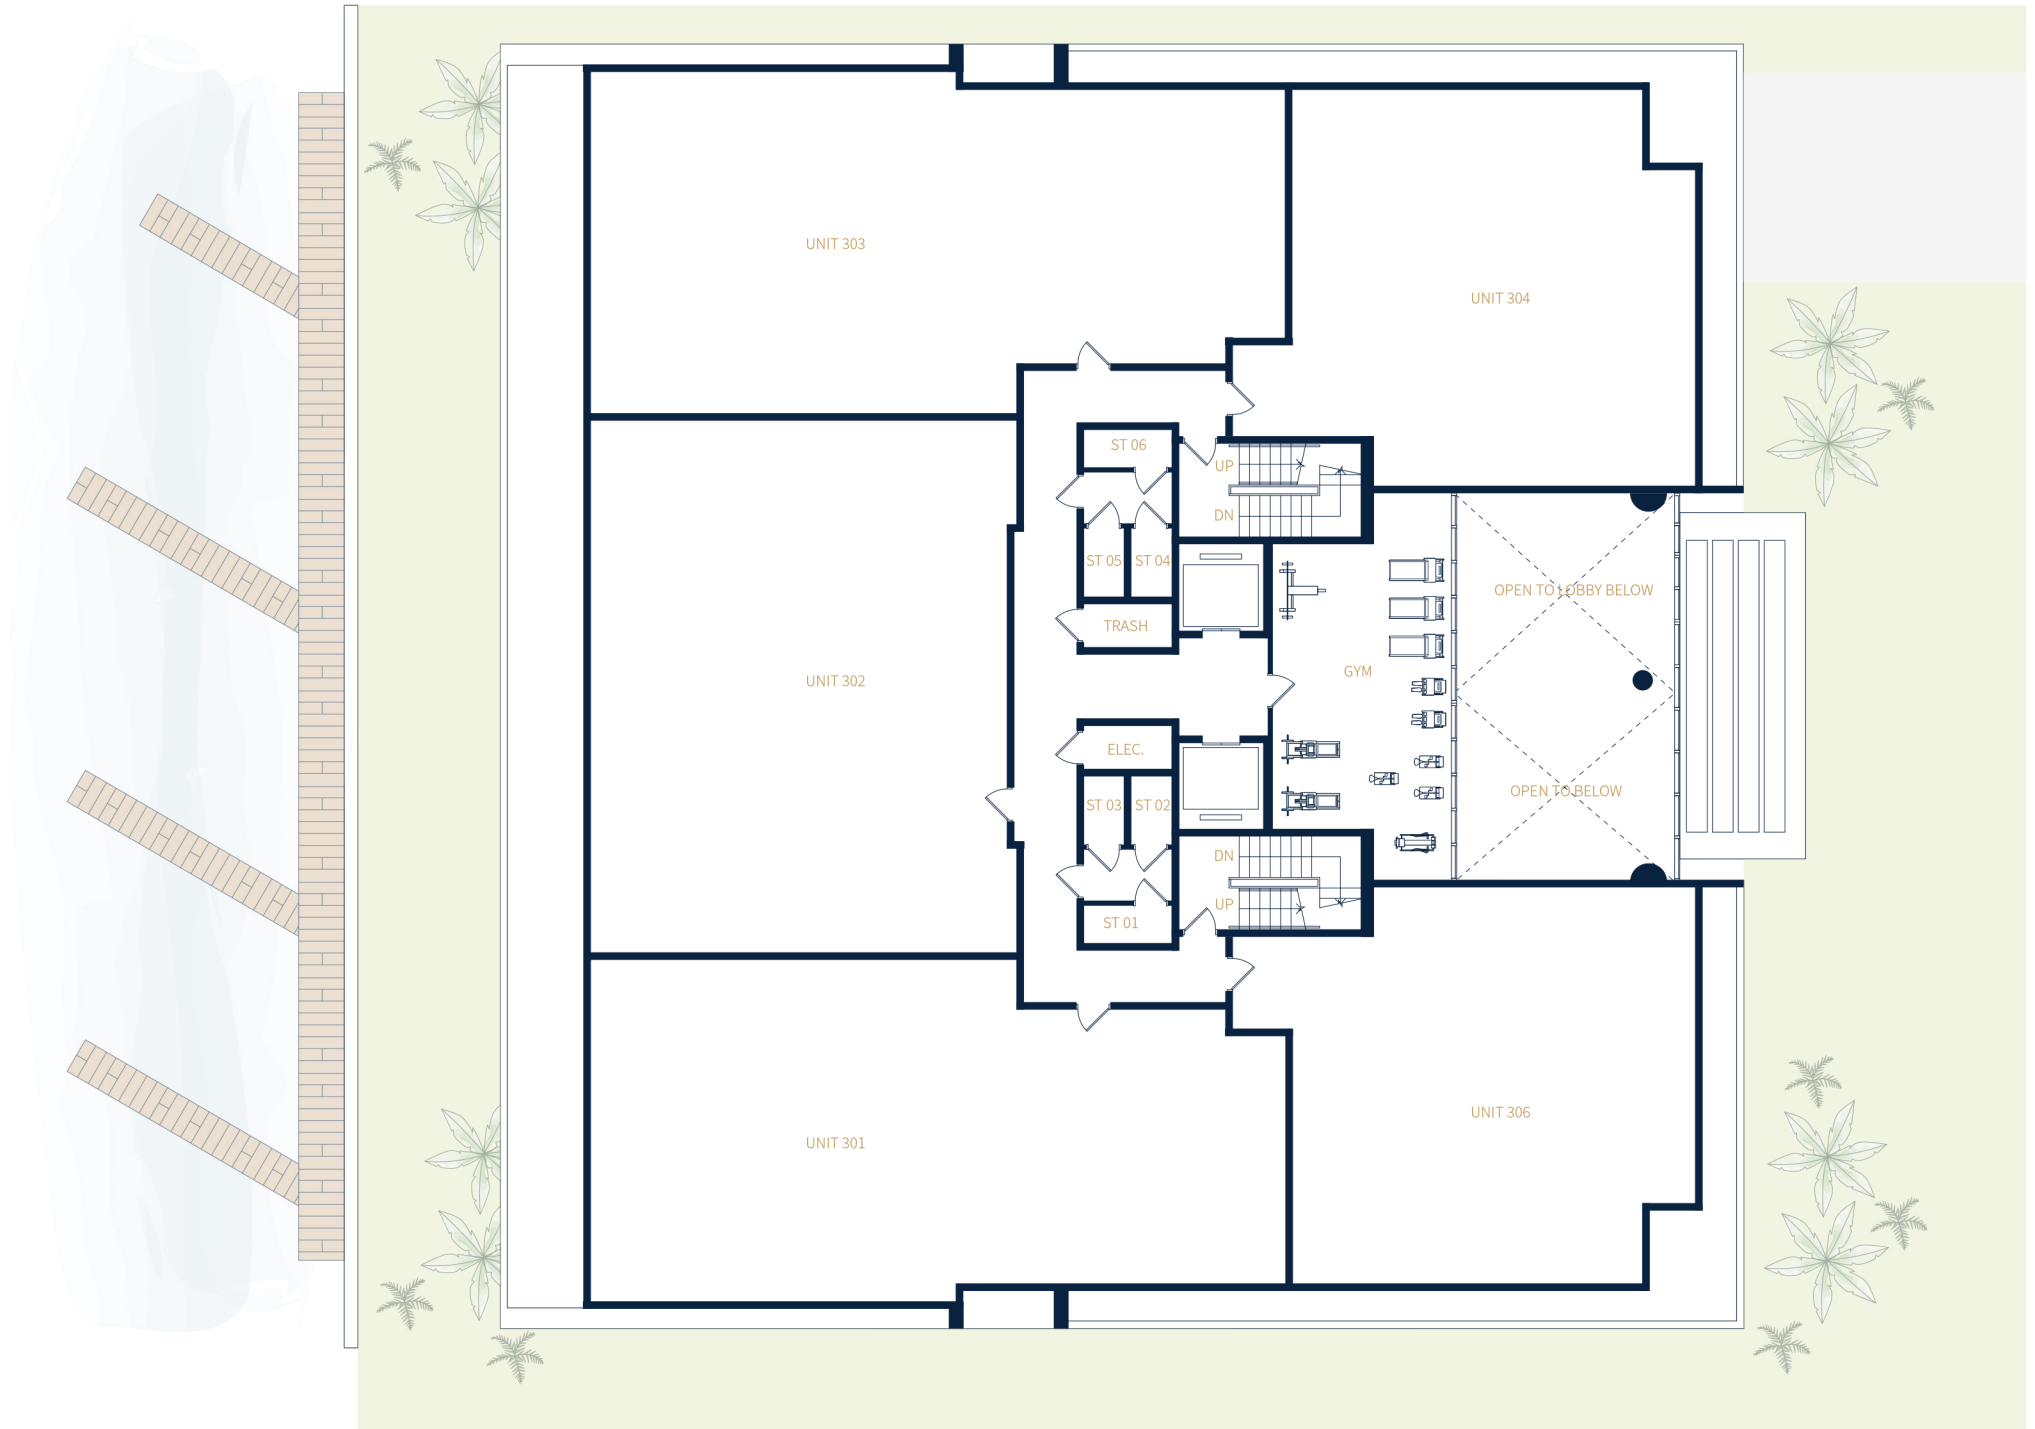 UNIT 303
UNIT 304
ST 06
UP
DN
ST 05
ST 04
OPEN TO LOBBY BELOW
TRASH
GYM
UNIT 302
ELEC.
OPEN TO BELOW
ST 03
ST 02
DN
UP
ST 01
UNIT 306
UNIT 301